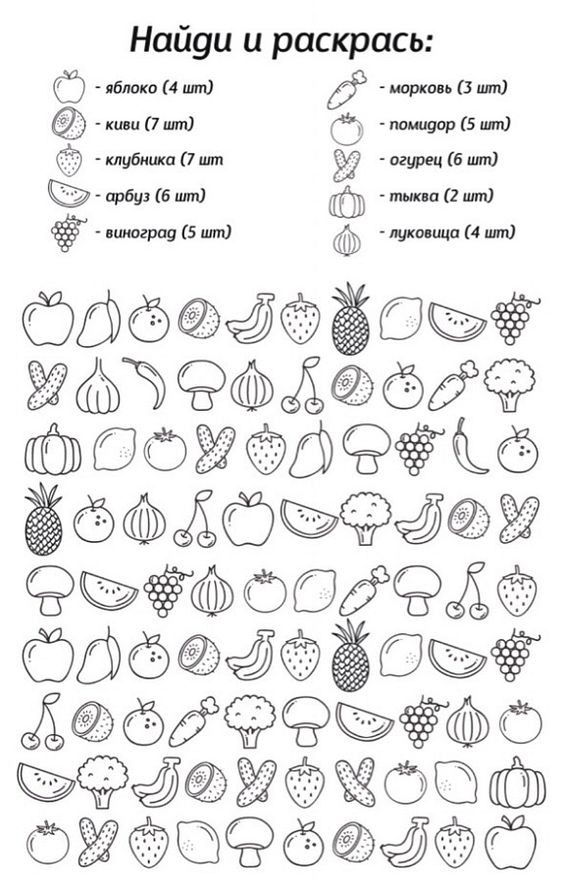 Найди и раскрась:
- яблоко (4 шт)
- киви (7 шт)
- клубника (7 шт
- арбуз (6 шт)
- виноград (5 шт)
- морковь (3 шт)
- помидор (5 шт)
- огурец (6 шт)
- тыква (2 шт)
- луковица (4 шт)